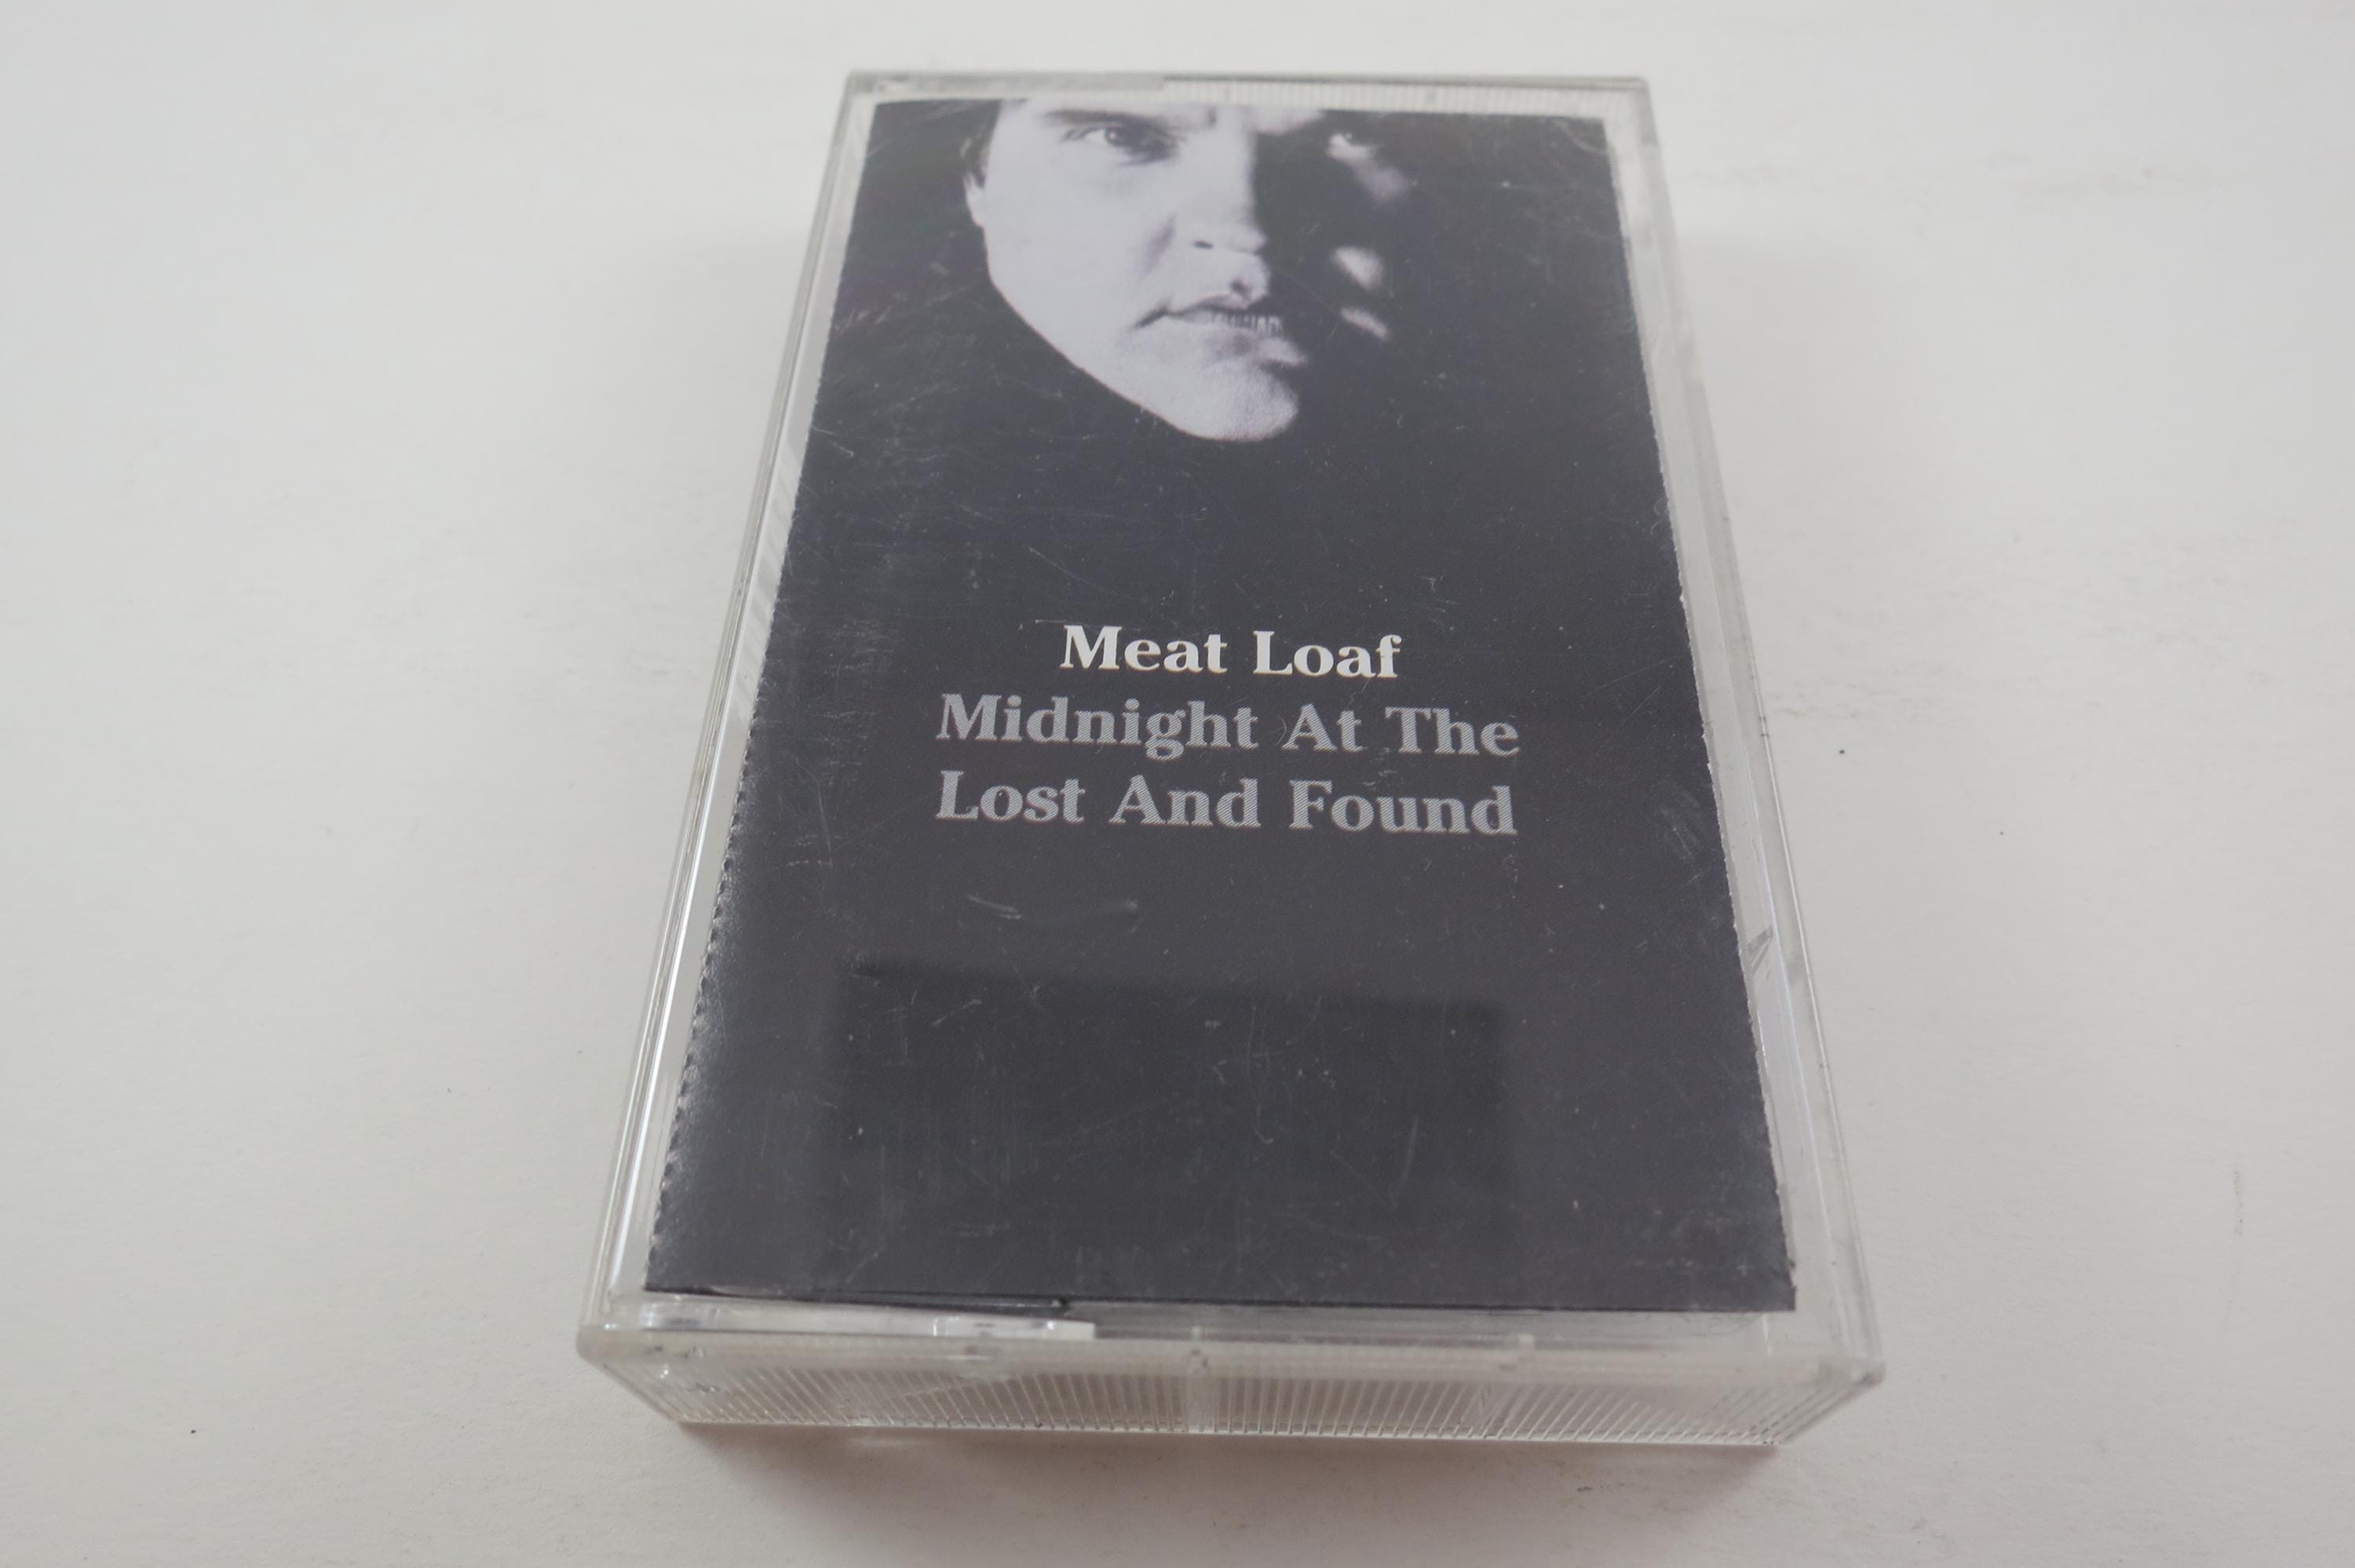 Meat Loaf
Midnight At The
Lost And Found